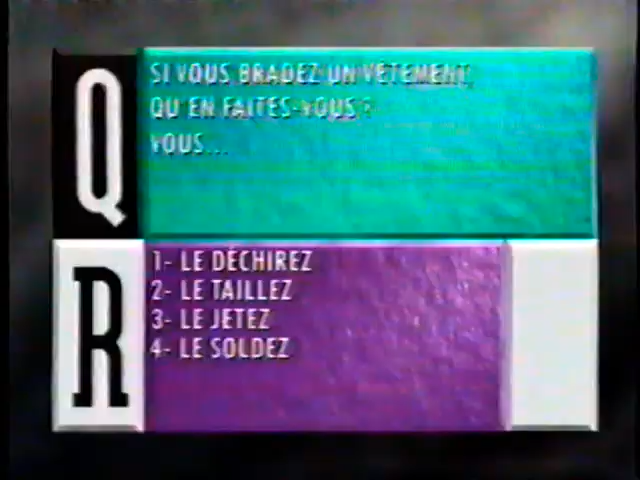 Q
SI VOUS BRADEZ UN VETEMENT
QU'EN FAITES-VOUS ?
VOUS...
R
1- LE DÉCHIREZ
2- LE TAILLEZ
3- LE JETEZ
4- LE SOLDEZ